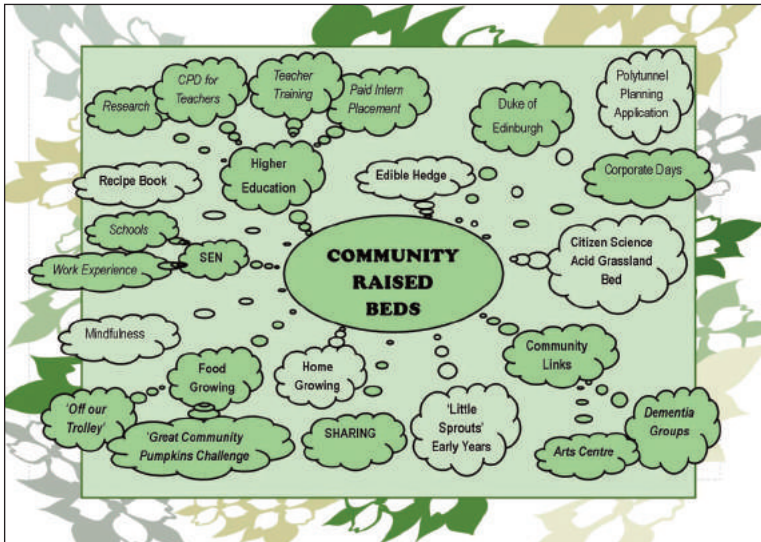 Research
CPD for
Teachers
Teacher
Training
Paid Intern
Placement
Duke of
Edinburgh
Polytunnel
Planning
Application
Recipe Book
Higher
Education
Edible Hedge
Corporate Days
Schools
Work Experience
SEN
COMMUNITY
RAISED
BEDS
Citizen Science
Acid Grassland
Bed
Mindfulness
Food
Growing
Home
Growing
Community
Links
'Off our
Trolley'
'Great Community
Pumpkins Challenge
SHARING
'Little
Sprouts'
Early Years
Arts Centre
Dementia
Groups